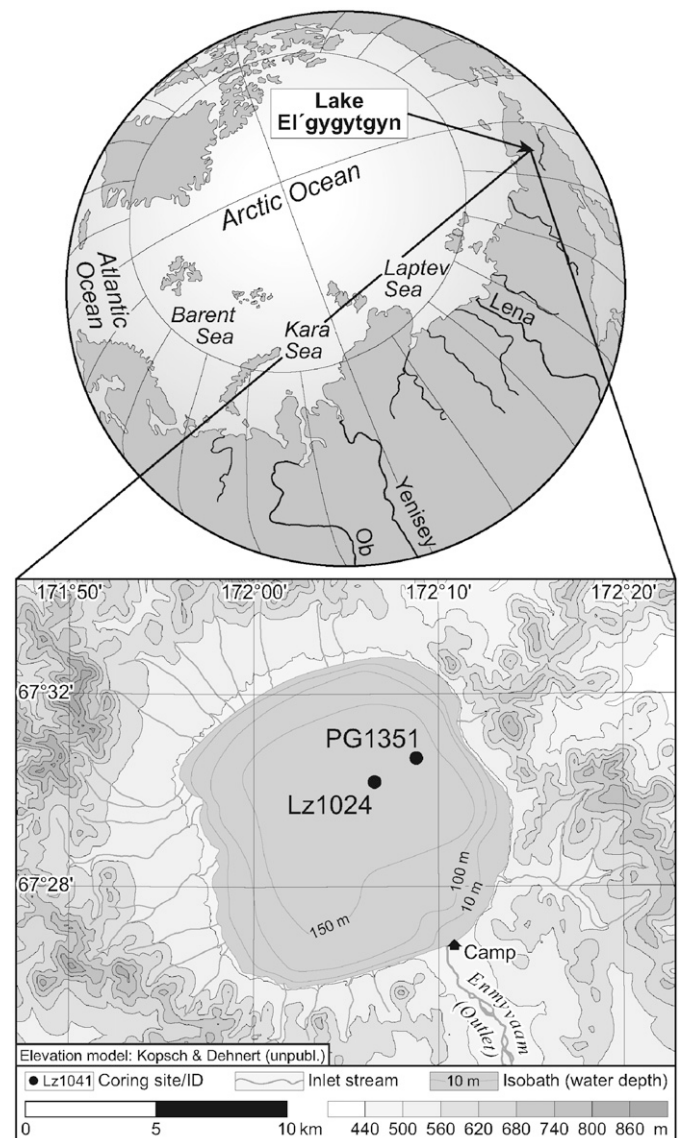 Lake
El´gygytgyn
Arctic Ocean
Atlantic
Ocean
Barent
Sea
Kara
Sea
Laptev
Sea
Lena
Yenisey
Ob
171°50' 172°00' 172°10' 172°20'
67°32'
PG1351
Lz1024
67°28'
100 m
10 m
150 m
Camp
Enmyvaam
(Outlet)
Elevation model: Kopsch & Dehnert (unpubl.)
Lz1041 Coring site/ID Inlet stream 10 m Isobath (water depth)
0 5 10 km 440 500 560 620 680 740 800 860 m